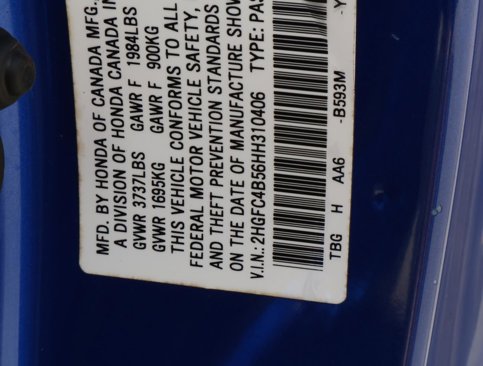 MFD. BY HONDA OF CANADA MFG.
A DIVISION OF HONDA CANADA IN
GVWR 3737LBS GAWR F 1984LBS
GVWR 1695KG GAWR F 900KG
THIS VEHICLE CONFORMS TO ALL
FEDERAL MOTOR VEHICLE SAFETY,
AND THEFT PREVENTION STANDARDS
ON THE DATE OF MANUFACTURE SHOW
V.I.N.:2HGFC4B56HH310406 TYPE: PAS
TBG H AA6 -B593M -Y